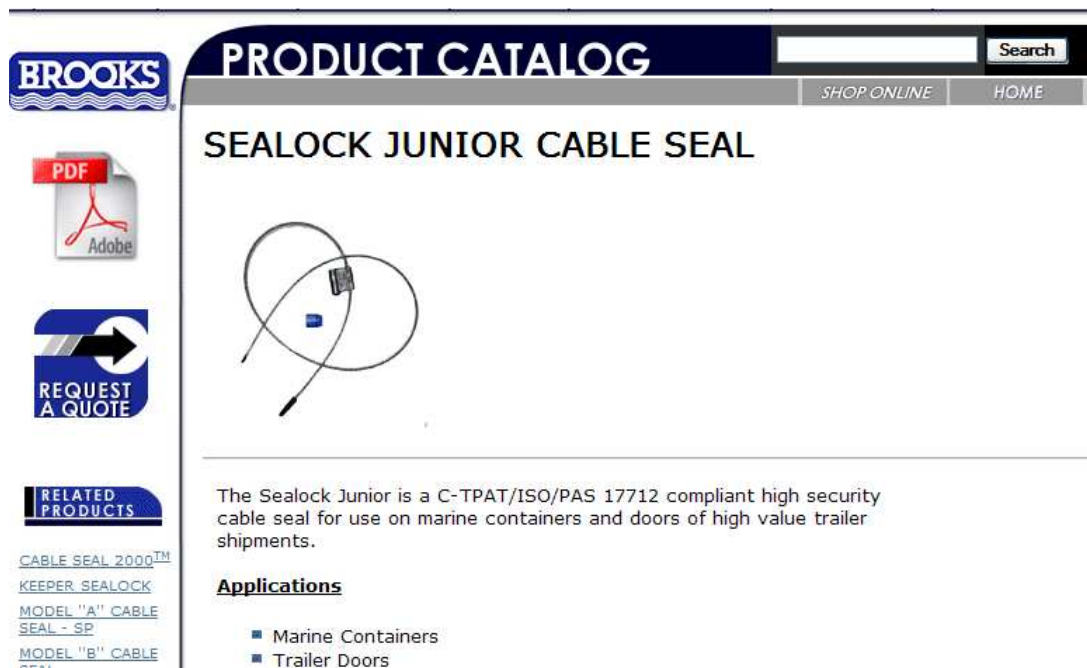 PRODUCT CATALOG
Search
BROOKS
SHOP ONLINE
HOME
SEALOCK JUNIOR CABLE SEAL
PDF
Adobe
REQUEST
A QUOTE
RELATED
PRODUCTS
CABLE SEAL 2000TM
KEEPER SEALOCK
MODEL "A" CABLE
SEAL - SP
MODEL "B" CABLE
The Sealock Junior is a C-TPAT/ISO/PAS 17712 compliant high security
cable seal for use on marine containers and doors of high value trailer
shipments.
Applications
Marine Containers
Trailer Doors